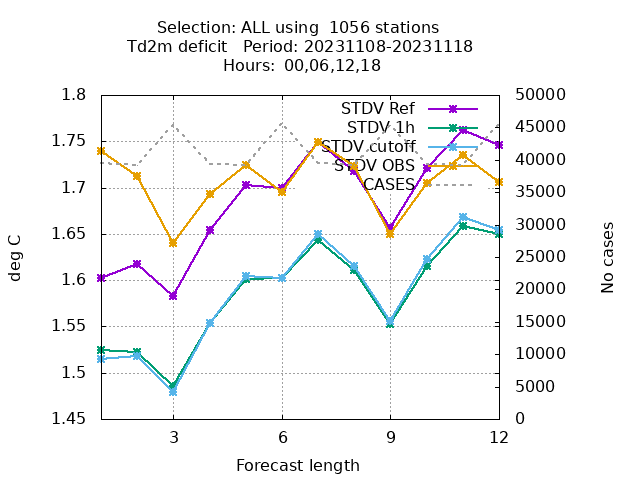 Selection: ALL using  1056 stations
Td2m deficit   Period: 20231108-20231118
Hours:  00,06,12,18
1.8
1.75
1.7
1.65
1.6
1.55
1.5
1.45
50000
45000
40000
35000
30000
25000
20000
15000
10000
5000
0
STDV Ref
STDV 1h
STDV cutoff
STDV OBS
CASES
deg C
No cases
3 6 9 12
Forecast length